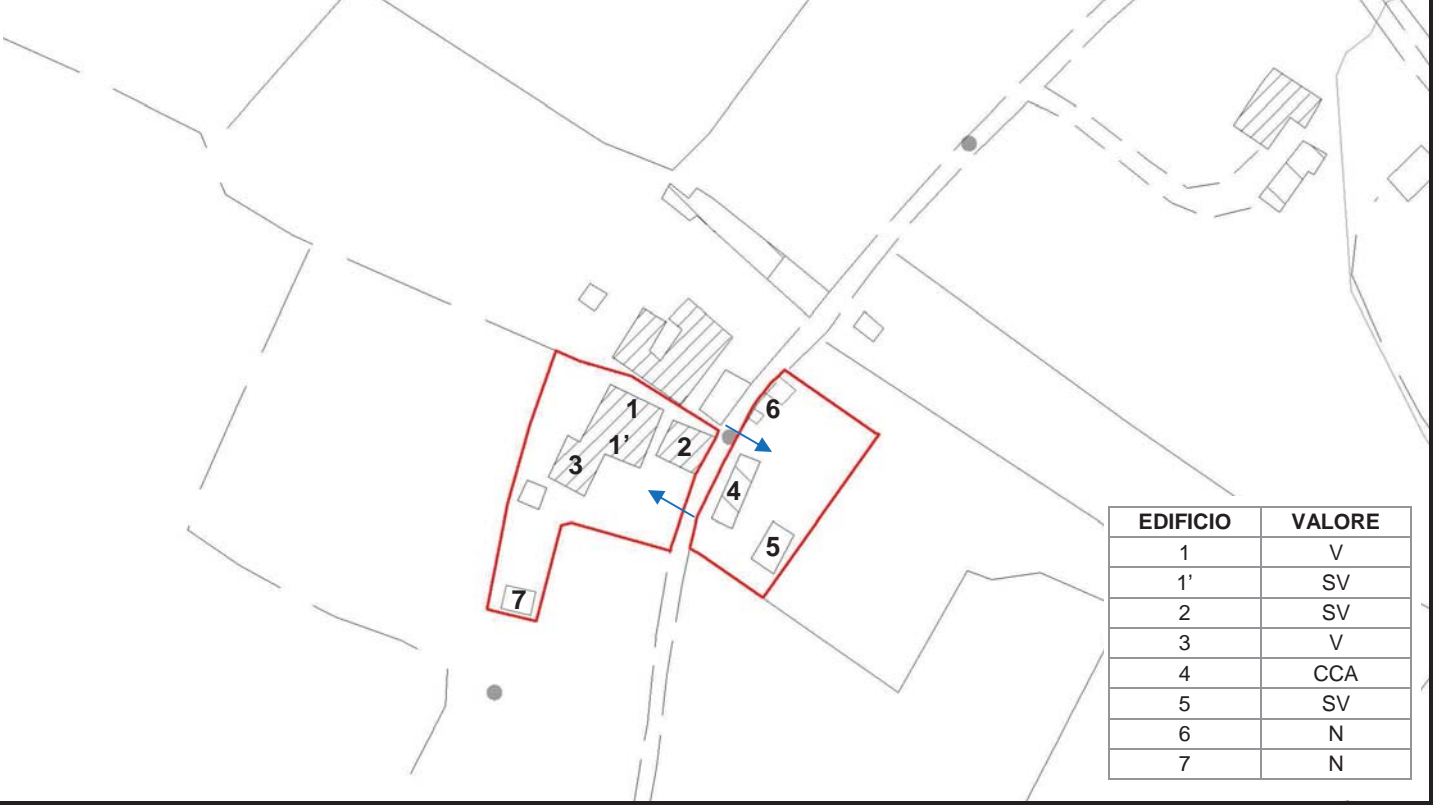 1
6
1’
2
3
4
5
7
EDIFICIO VALORE
1 V
1’ SV
2 SV
3 V
4 CCA
5 SV
6 N
7 N